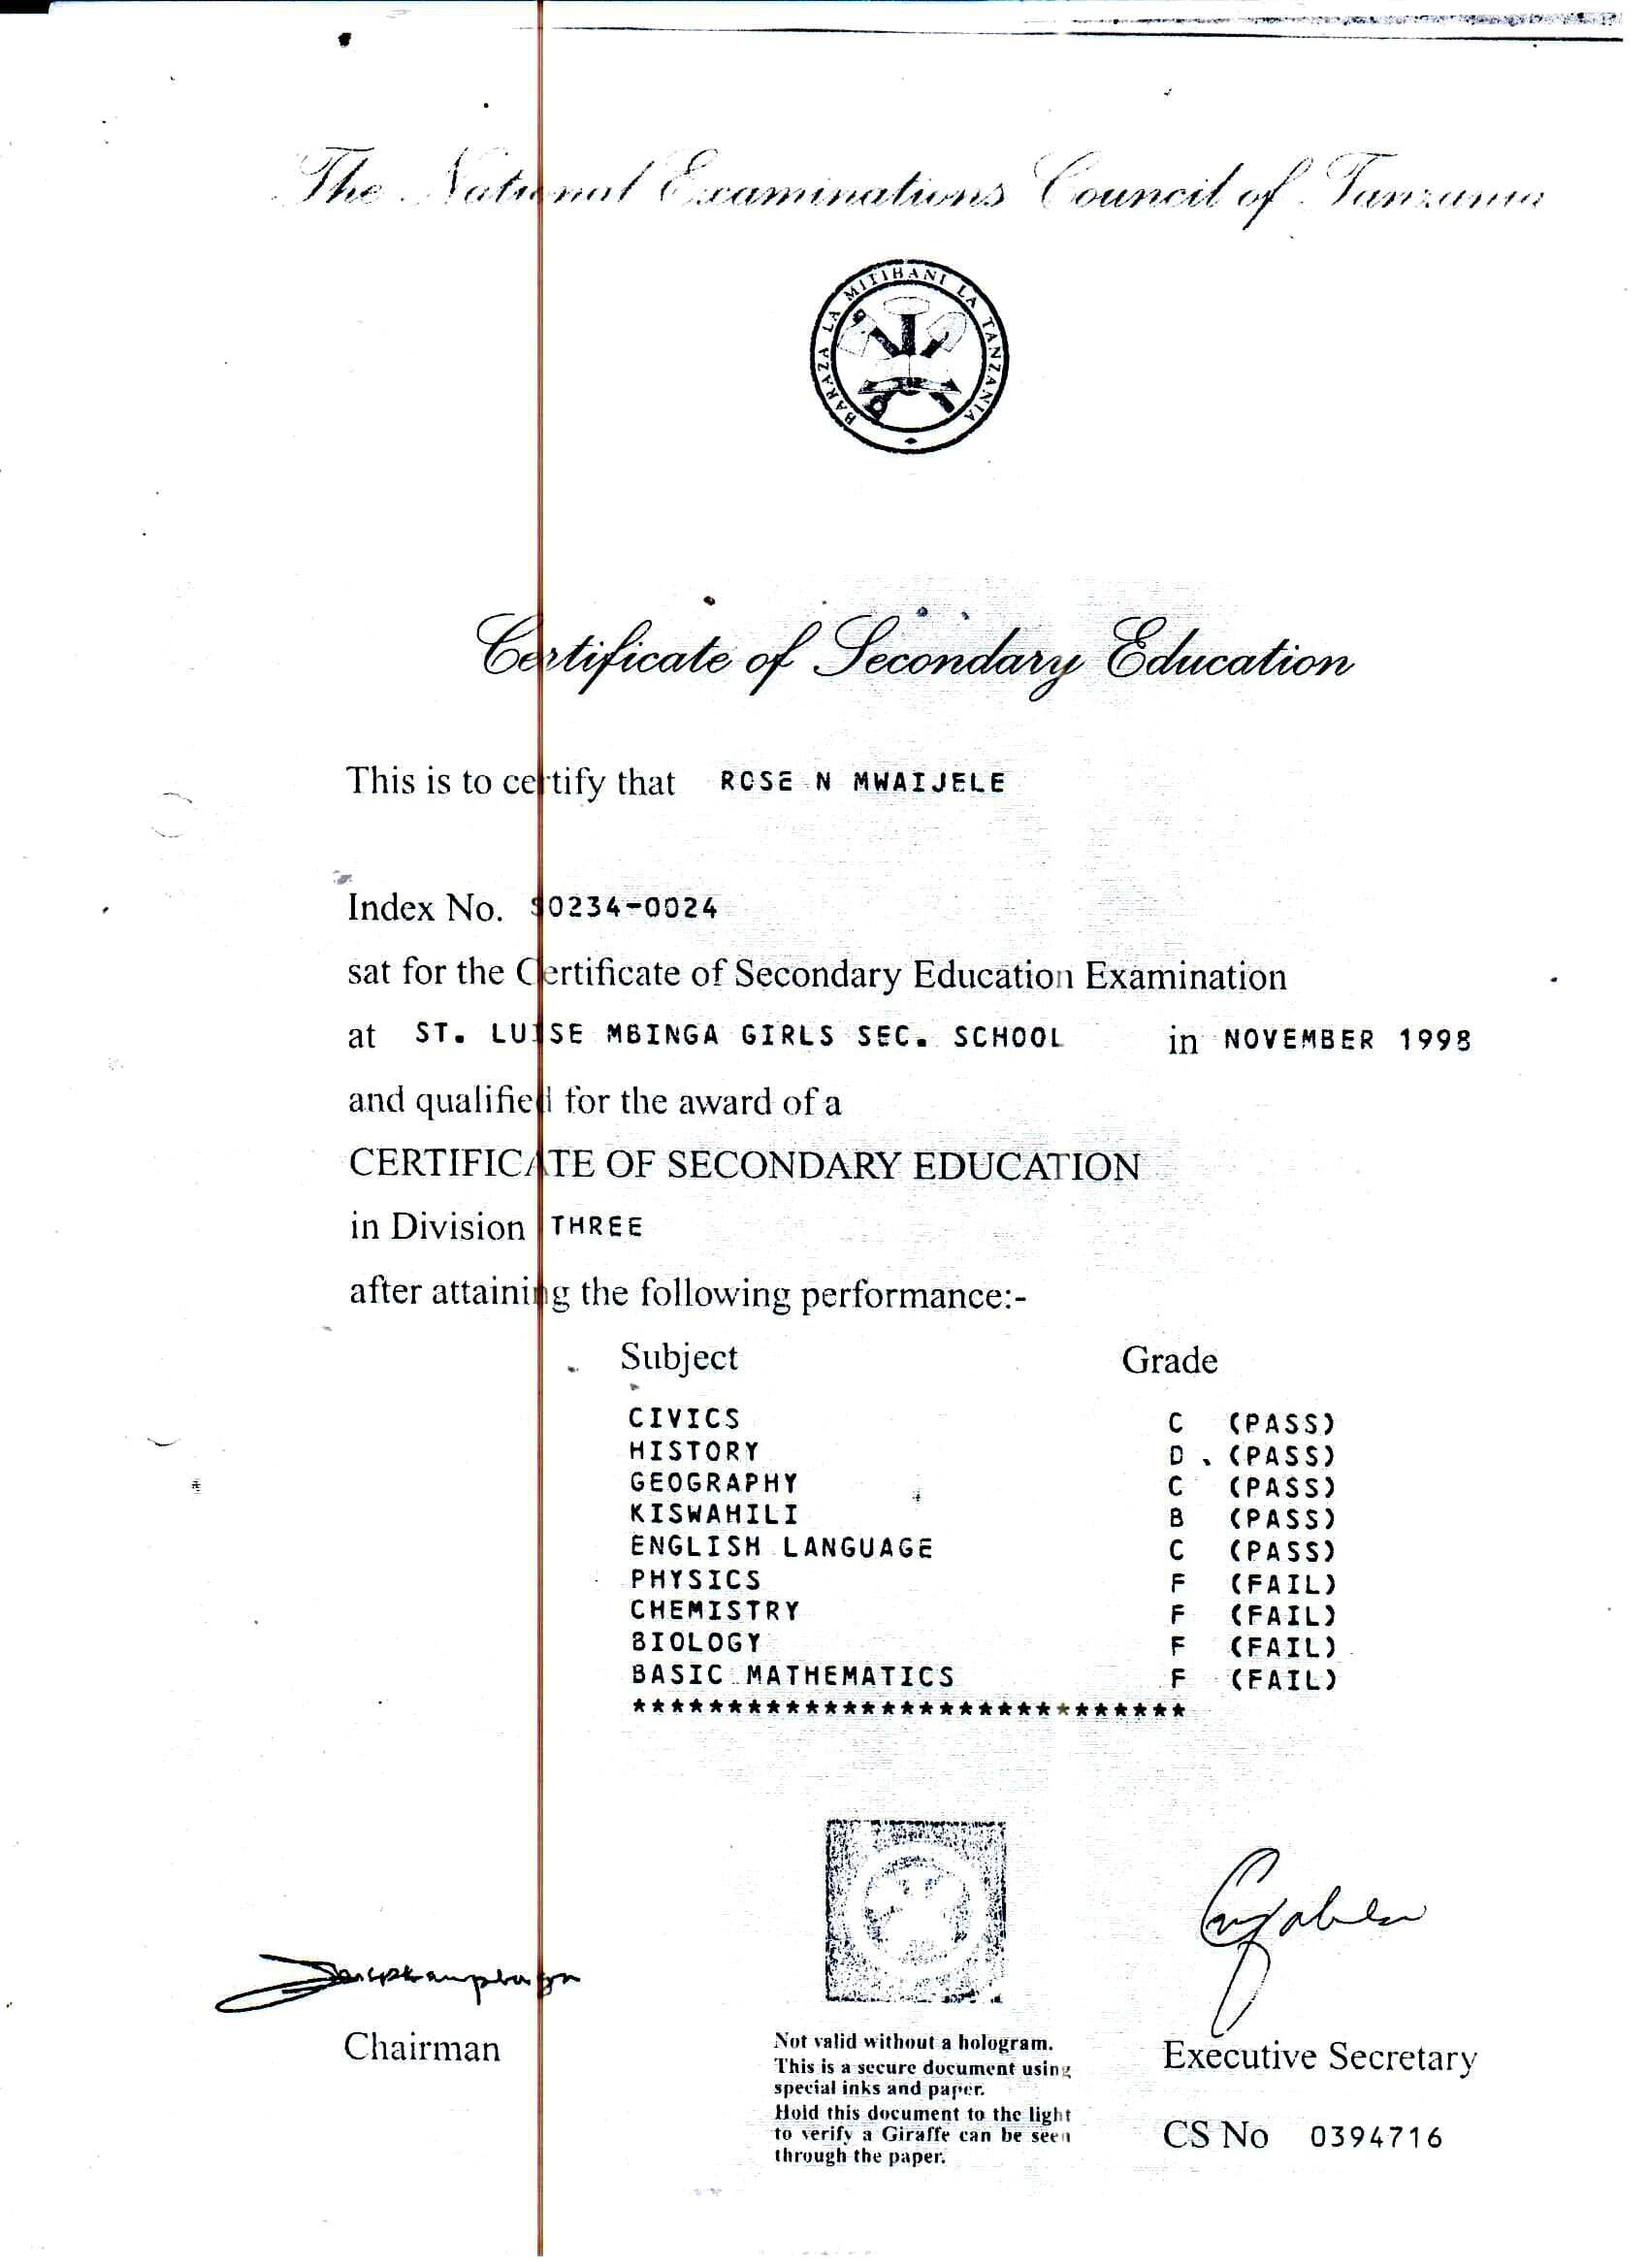 The National Examinations Council of Tanzania
BARAZA LA MITIHANI LA TANZANIA
Certificate of Secondary Education
This is to certify that ROSE N MWAIJELE
Index No. S0234-0024
sat for the Certificate of Secondary Education Examination
at ST. LUISE MBINGA GIRLS SEC. SCHOOL in NOVEMBER 1998
and qualified for the award of a
CERTIFICATE OF SECONDARY EDUCATION
in Division THREE
after attaining the following performance:-
Subject Grade
CIVICS C (PASS)
HISTORY D (PASS)
GEOGRAPHY C (PASS)
KISWAHILI B (PASS)
ENGLISH LANGUAGE C (PASS)
PHYSICS F (FAIL)
CHEMISTRY F (FAIL)
BIOLOGY F (FAIL)
BASIC MATHEMATICS F (FAIL)
*****************************
Chairman
Not valid without a hologram.
This is a secure document using
special inks and paper.
Hold this document to the light
to verify a Giraffe can be seen
through the paper.
Executive Secretary
CS No 0394716